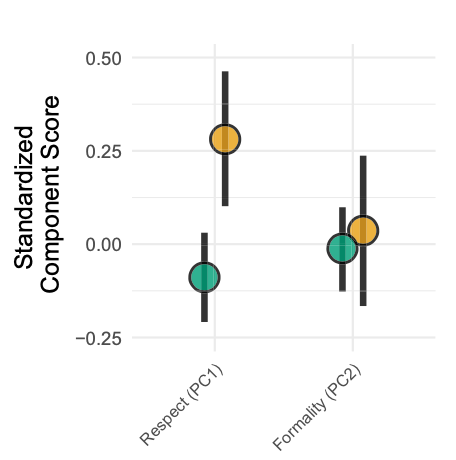 Standardized
Component Score
0.50
0.25
0.00
−0.25
Respect (PC1)
Formality (PC2)